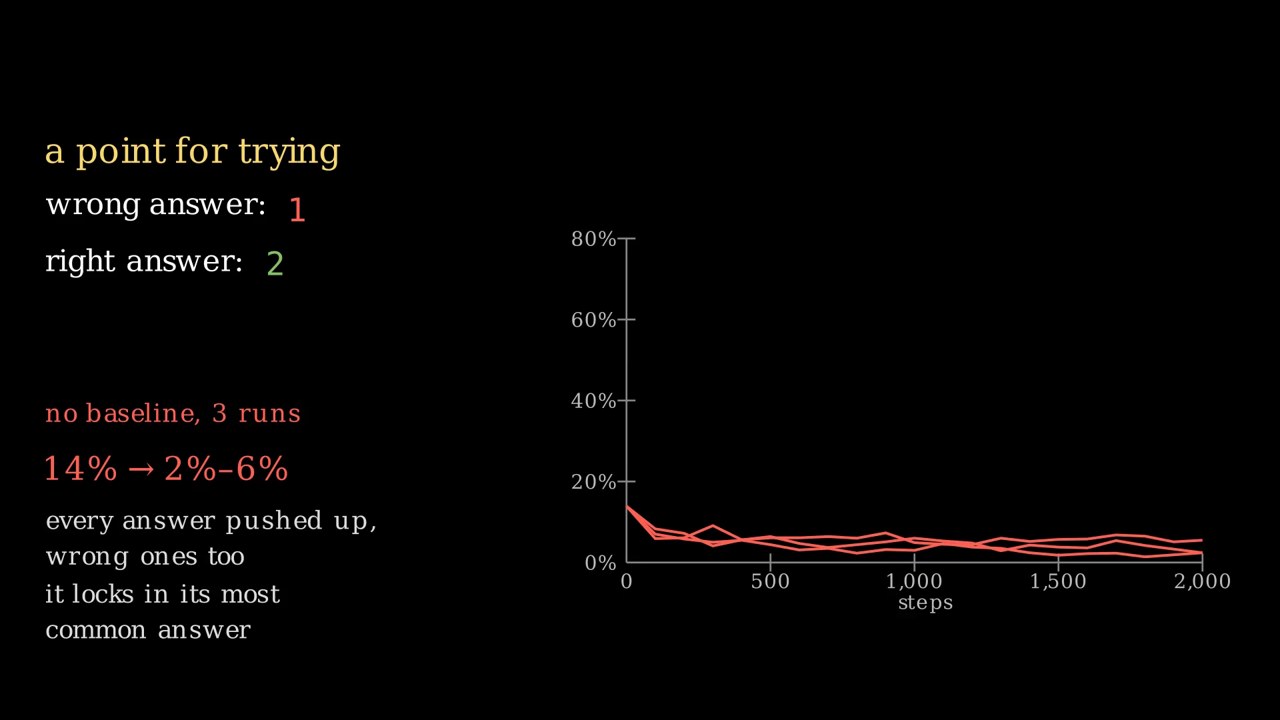 a point for trying
wrong answer: 1
right answer: 2
no baseline, 3 runs
14% → 2%–6%
every answer pushed up,
wrong ones too
it locks in its most
common answer
80%
60%
40%
20%
0%
0 500 1,000 1,500 2,000
steps